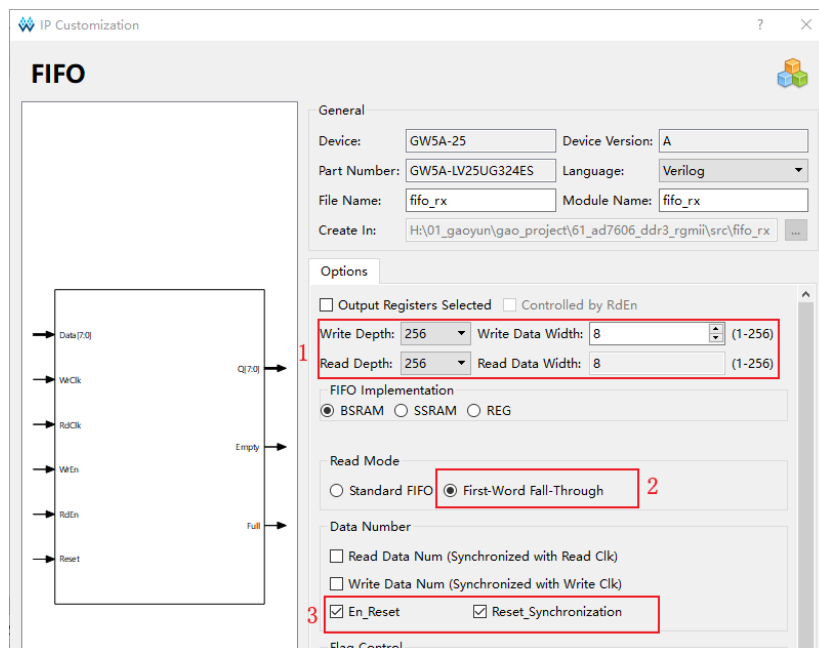 IP Customization
?
FIFO
General
Device: GW5A-25 Device Version: A
Part Number: GW5A-LV25UG324ES Language: Verilog
File Name: fifo_rx Module Name: fifo_rx
Create In: H:\01_gaoyun\gao_project\61_ad7606_ddr3_rgmii\src\fifo_rx ...
Options
Output Registers Selected Controlled by RdEn
1
Write Depth: 256 Write Data Width: 8 (1-256)
Read Depth: 256 Read Data Width: 8 (1-256)
FIFO Implementation
BSRAM SSRAM REG
Read Mode
Standard FIFO First-Word Fall-Through 2
Data Number
Read Data Num (Synchronized with Read Clk)
Write Data Num (Synchronized with Write Clk)
3 En_Reset Reset_Synchronization
Flag Control
Data[7:0]
WrClk
RdClk
WrEn
RdEn
Reset
Q[7:0]
Empty
Full